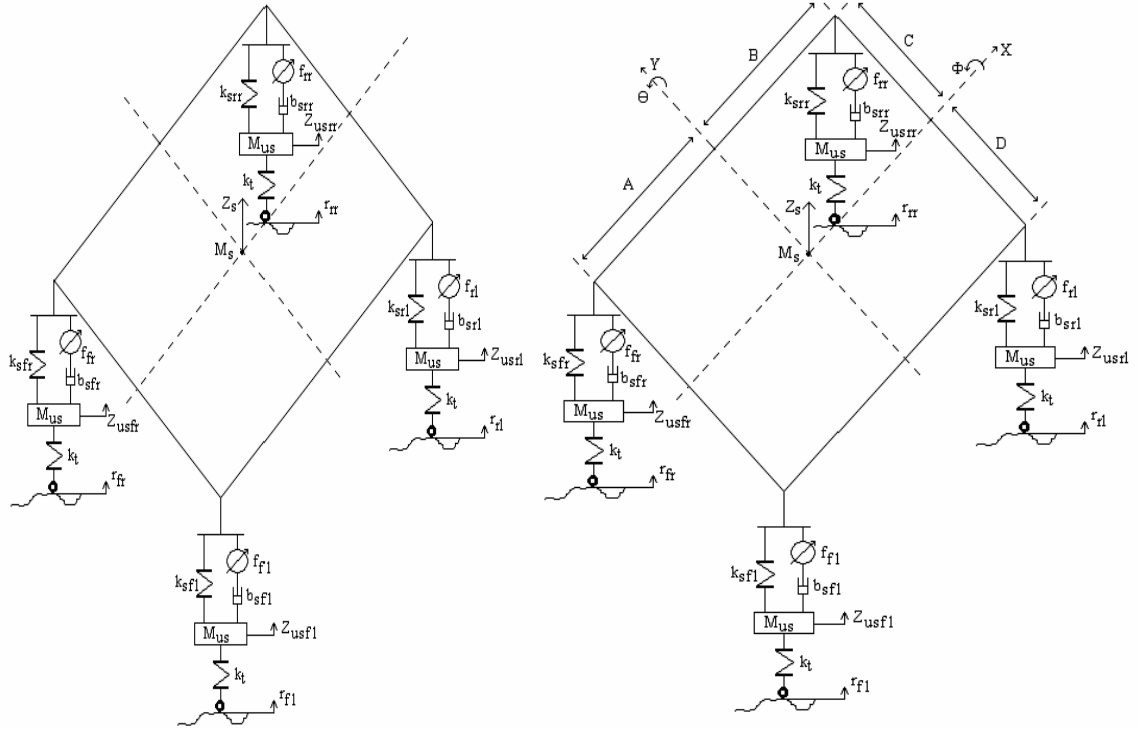 f_rr
k_srr
b_srr
Z_usrr
M_us
k_t
r_rr
Z_s
M_s
f_rl
k_srl
b_srl
M_us
Z_usrl
k_t
r_rl
f_fr
k_sfr
b_sfr
M_us
Z_usfr
k_t
r_fr
f_fl
k_sfl
b_sfl
M_us
Z_usfl
k_t
r_fl
B
C
Y
Θ
Φ
X
A
D
f_rr
k_srr
b_srr
Z_usrr
M_us
k_t
r_rr
Z_s
M_s
f_rl
k_srl
b_srl
M_us
Z_usrl
k_t
r_rl
f_fr
k_sfr
b_sfr
M_us
Z_usfr
k_t
r_fr
f_fl
k_sfl
b_sfl
M_us
Z_usfl
k_t
r_fl